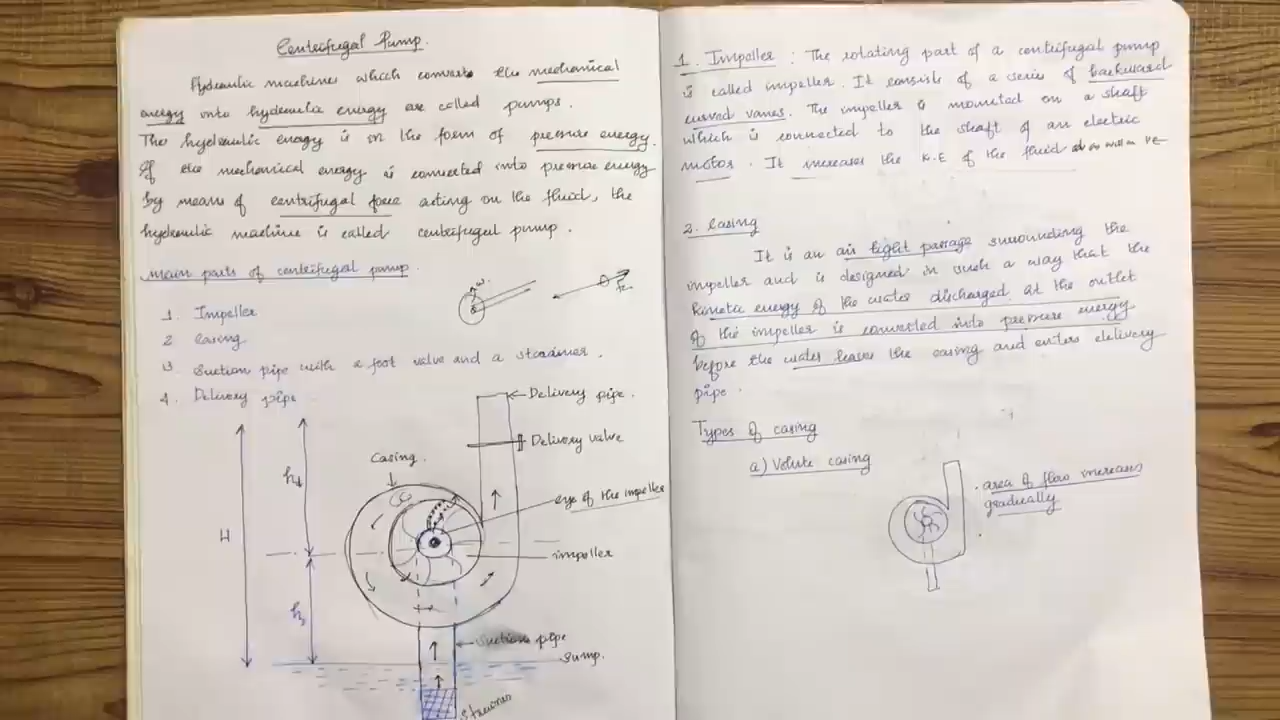 Centrifugal Pump.
Hydraulic machines which converts the mechanical
energy into hydraulic energy are called pumps.
The hydraulic energy is in the form of pressure energy.
If the mechanical energy is converted into pressure energy
by means of centrifugal force acting on the fluid, the
hydraulic machine is called centrifugal pump.
Main parts of centrifugal pump.
1. Impeller
2 Casing
3. Suction pipe with a foot valve and a strainer.
4. Delivery pipe
ω
Delivery pipe.
Delivery valve
Casing.
hd
eye of the impeller
H
impeller
hs
Suction pipe
Sump.
Strainer
1. Impeller : The rotating part of a centrifugal pump
is called impeller. It consists of a series of backward
curved vanes. The impeller is mounted on a shaft
which is connected to the shaft of an electric
motor. It increases the K.E of the fluid
2. Casing
It is an air tight passage surrounding the
impeller and is designed in such a way that the
kinetic energy of the water discharged at the outlet
of the impeller is converted into pressure energy
before the water leaves the casing and enters delivery
pipe.
Types of casing
a) Volute casing
. area of flow increases
gradually